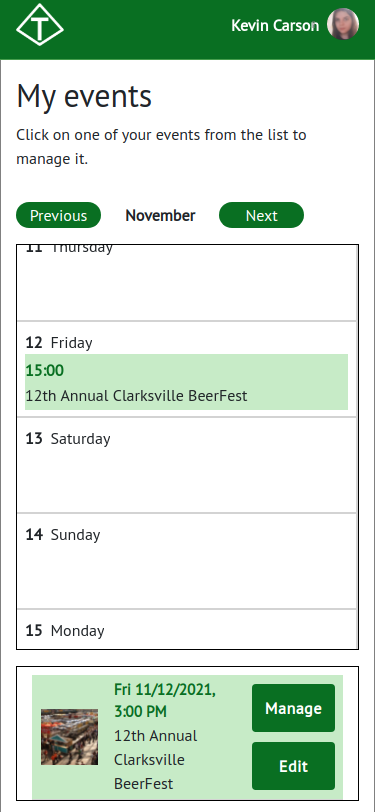 T
Kevin Carson
My events
Click on one of your events from the list to
manage it.
Previous
November
Next
11 Thursday
12 Friday
15:00
12th Annual Clarksville BeerFest
13 Saturday
14 Sunday
15 Monday
Fri 11/12/2021,
3:00 PM
12th Annual
Clarksville
BeerFest
Manage
Edit